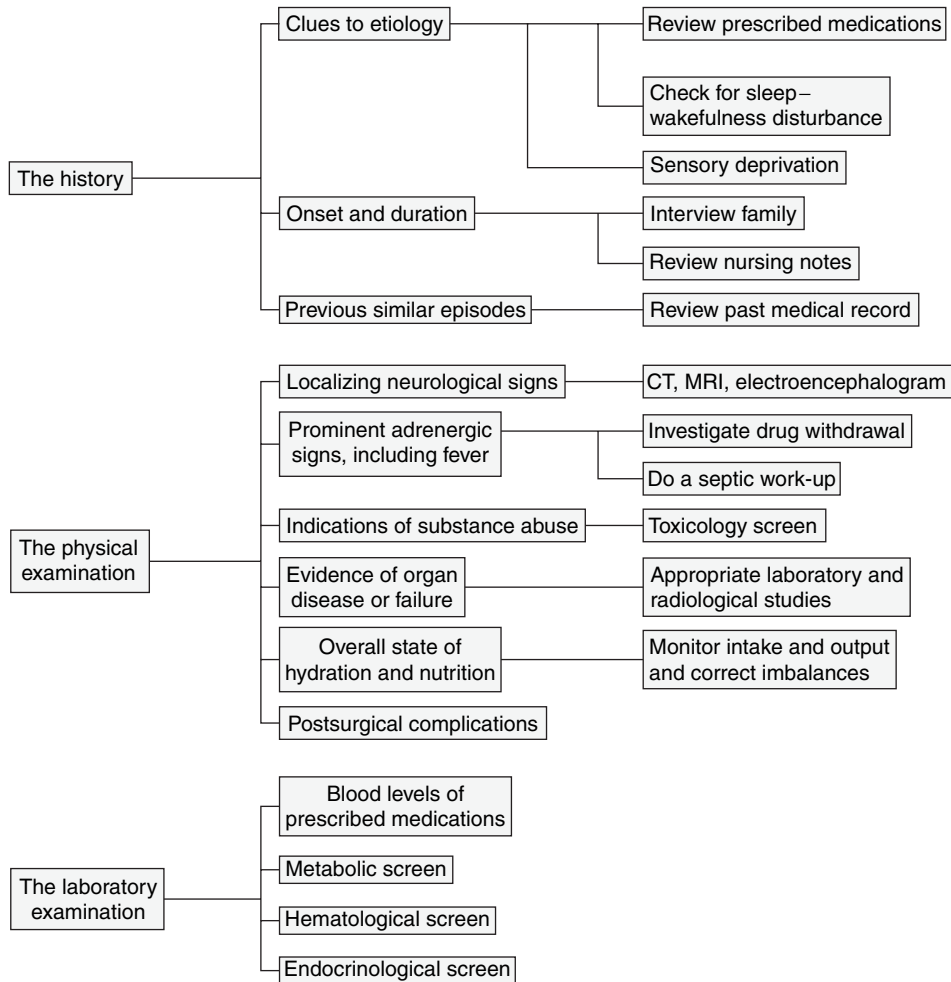 Clues to etiology
Review prescribed medications
Check for sleep–
wakefulness disturbance
Sensory deprivation
The history
Onset and duration
Interview family
Review nursing notes
Previous similar episodes
Review past medical record
Localizing neurological signs
CT, MRI, electroencephalogram
Prominent adrenergic
signs, including fever
Investigate drug withdrawal
Do a septic work-up
The physical
examination
Indications of substance abuse
Toxicology screen
Evidence of organ
disease or failure
Appropriate laboratory and
radiological studies
Overall state of
hydration and nutrition
Monitor intake and output
and correct imbalances
Postsurgical complications
The laboratory
examination
Blood levels of
prescribed medications
Metabolic screen
Hematological screen
Endocrinological screen